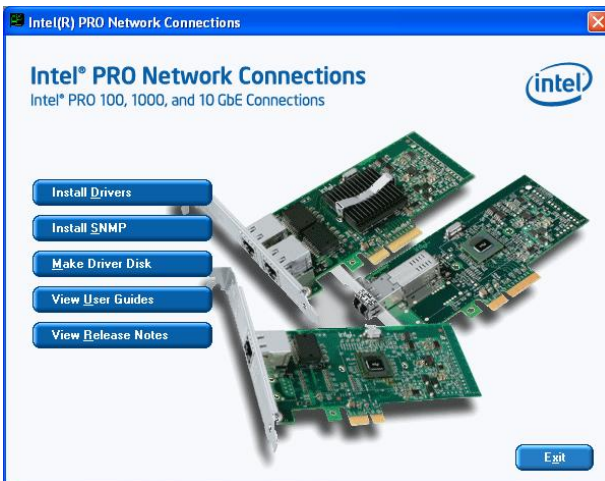 Intel(R) PRO Network Connections
Intel® PRO Network Connections
Intel® PRO 100, 1000, and 10 GbE Connections
intel
Install Drivers
Install SNMP
Make Driver Disk
View User Guides
View Release Notes
Exit